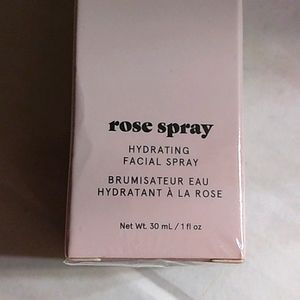 rose spray
HYDRATING
FACIAL SPRAY
BRUMISATEUR EAU
HYDRATANT À LA ROSE
Net Wt. 30 mL / 1 fl oz